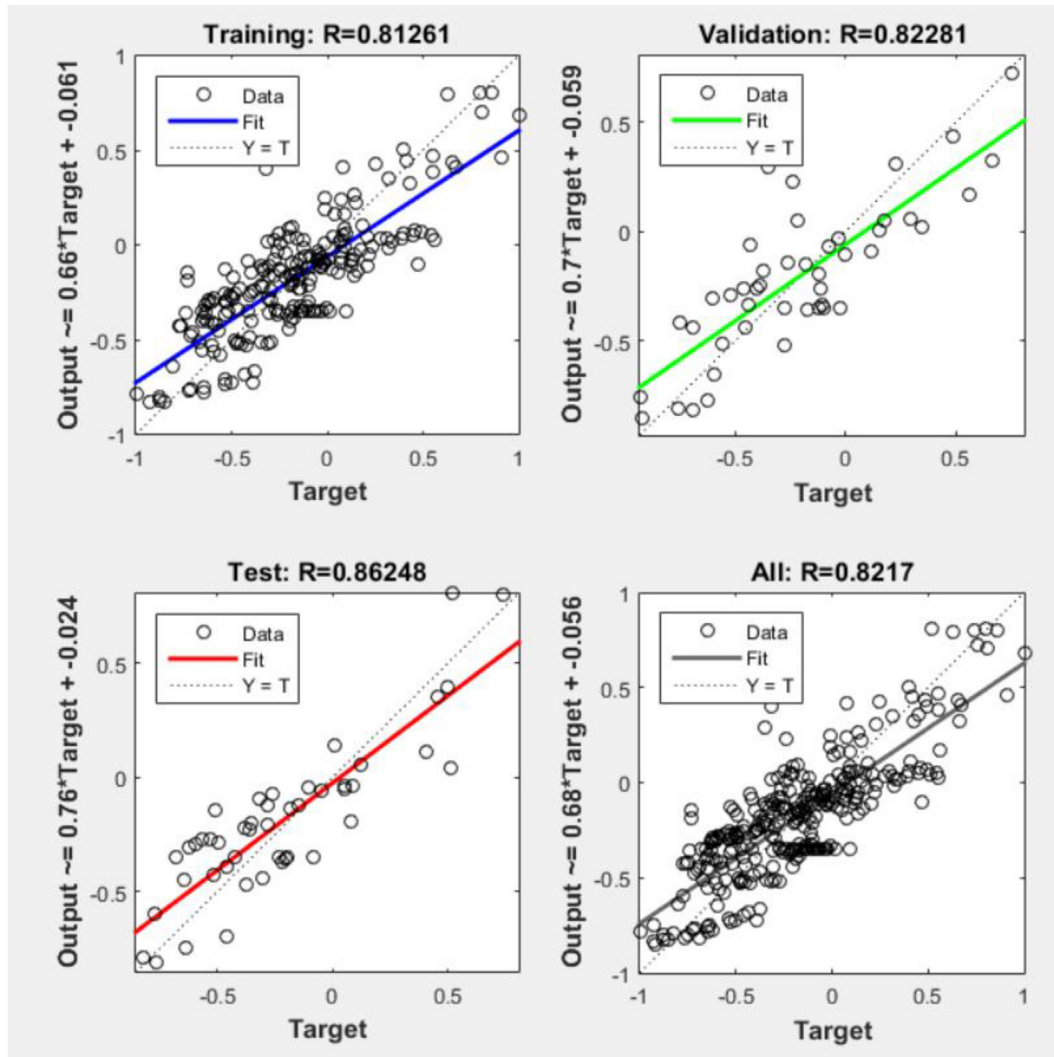 Training: R=0.81261
Output ~= 0.66*Target + -0.061
1
0.5
0
-0.5
-1
Data
Fit
Y = T
-1
-0.5
0
0.5
1
Target
Validation: R=0.82281
Output ~= 0.7*Target + -0.059
0.5
0
-0.5
Data
Fit
Y = T
-0.5
0
0.5
Target
Test: R=0.86248
Output ~= 0.76*Target + -0.024
0.5
0
-0.5
Data
Fit
Y = T
-0.5
0
0.5
Target
All: R=0.8217
Output ~= 0.68*Target + -0.056
1
0.5
0
-0.5
-1
Data
Fit
Y = T
-1
-0.5
0
0.5
1
Target